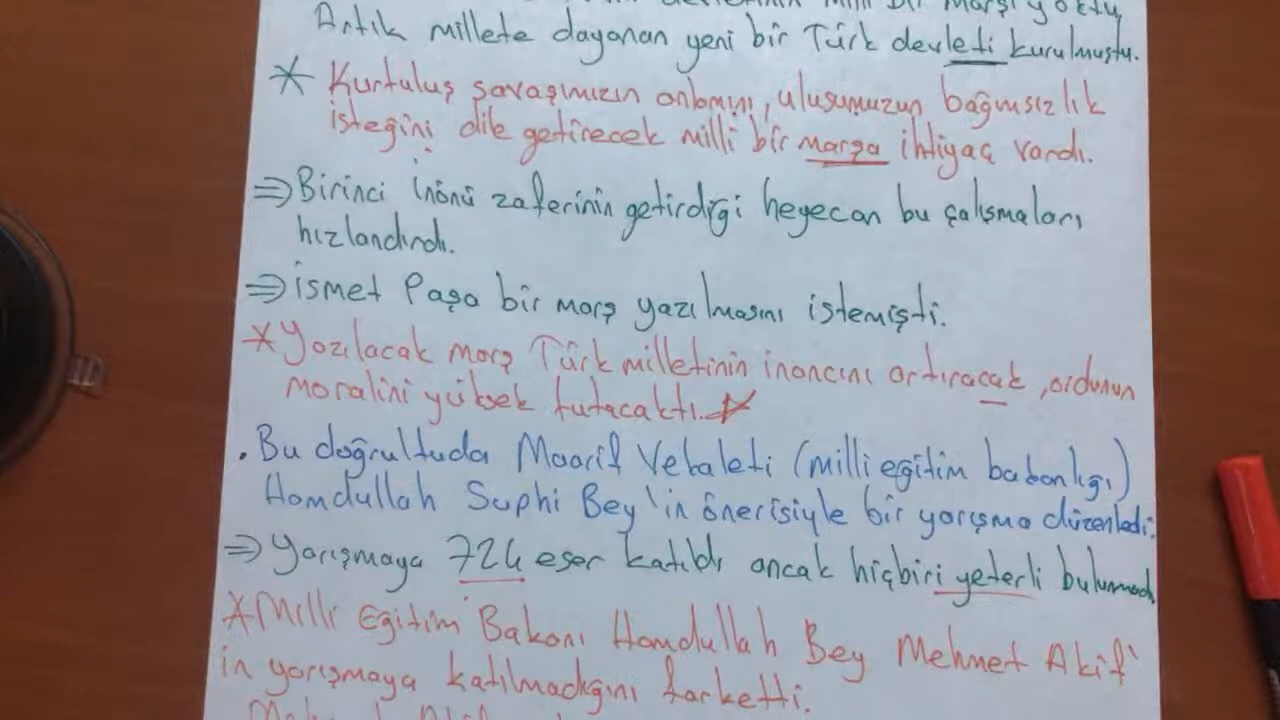 milli bir marşı yoktu,
Artık millete dayanan yeni bir Türk devleti kurulmuştu.
* Kurtuluş savaşımızın anlamını, ulusumuzun bağımsızlık
isteğini dile getirecek milli bir marşa ihtiyaç vardı.
⇒ Birinci İnönü zaferinin getirdiği heyecan bu çalışmaları
hızlandırdı.
⇒ İsmet Paşa bir marş yazılmasını istemişti.
* Yazılacak marş Türk milletinin inancını artıracak, ordunun
moralini yüksek tutacaktı.
. Bu doğrultuda Maarif Vekaleti (milli eğitim bakanlığı)
Hamdullah Suphi Bey'in önerisiyle bir yarışma düzenledi.
⇒ Yarışmaya 724 eser katıldı ancak hiçbiri yeterli bulunmadı
* Milli Eğitim Bakanı Hamdullah Bey Mehmet Akif'
in yarışmaya katılmadığını farketti.